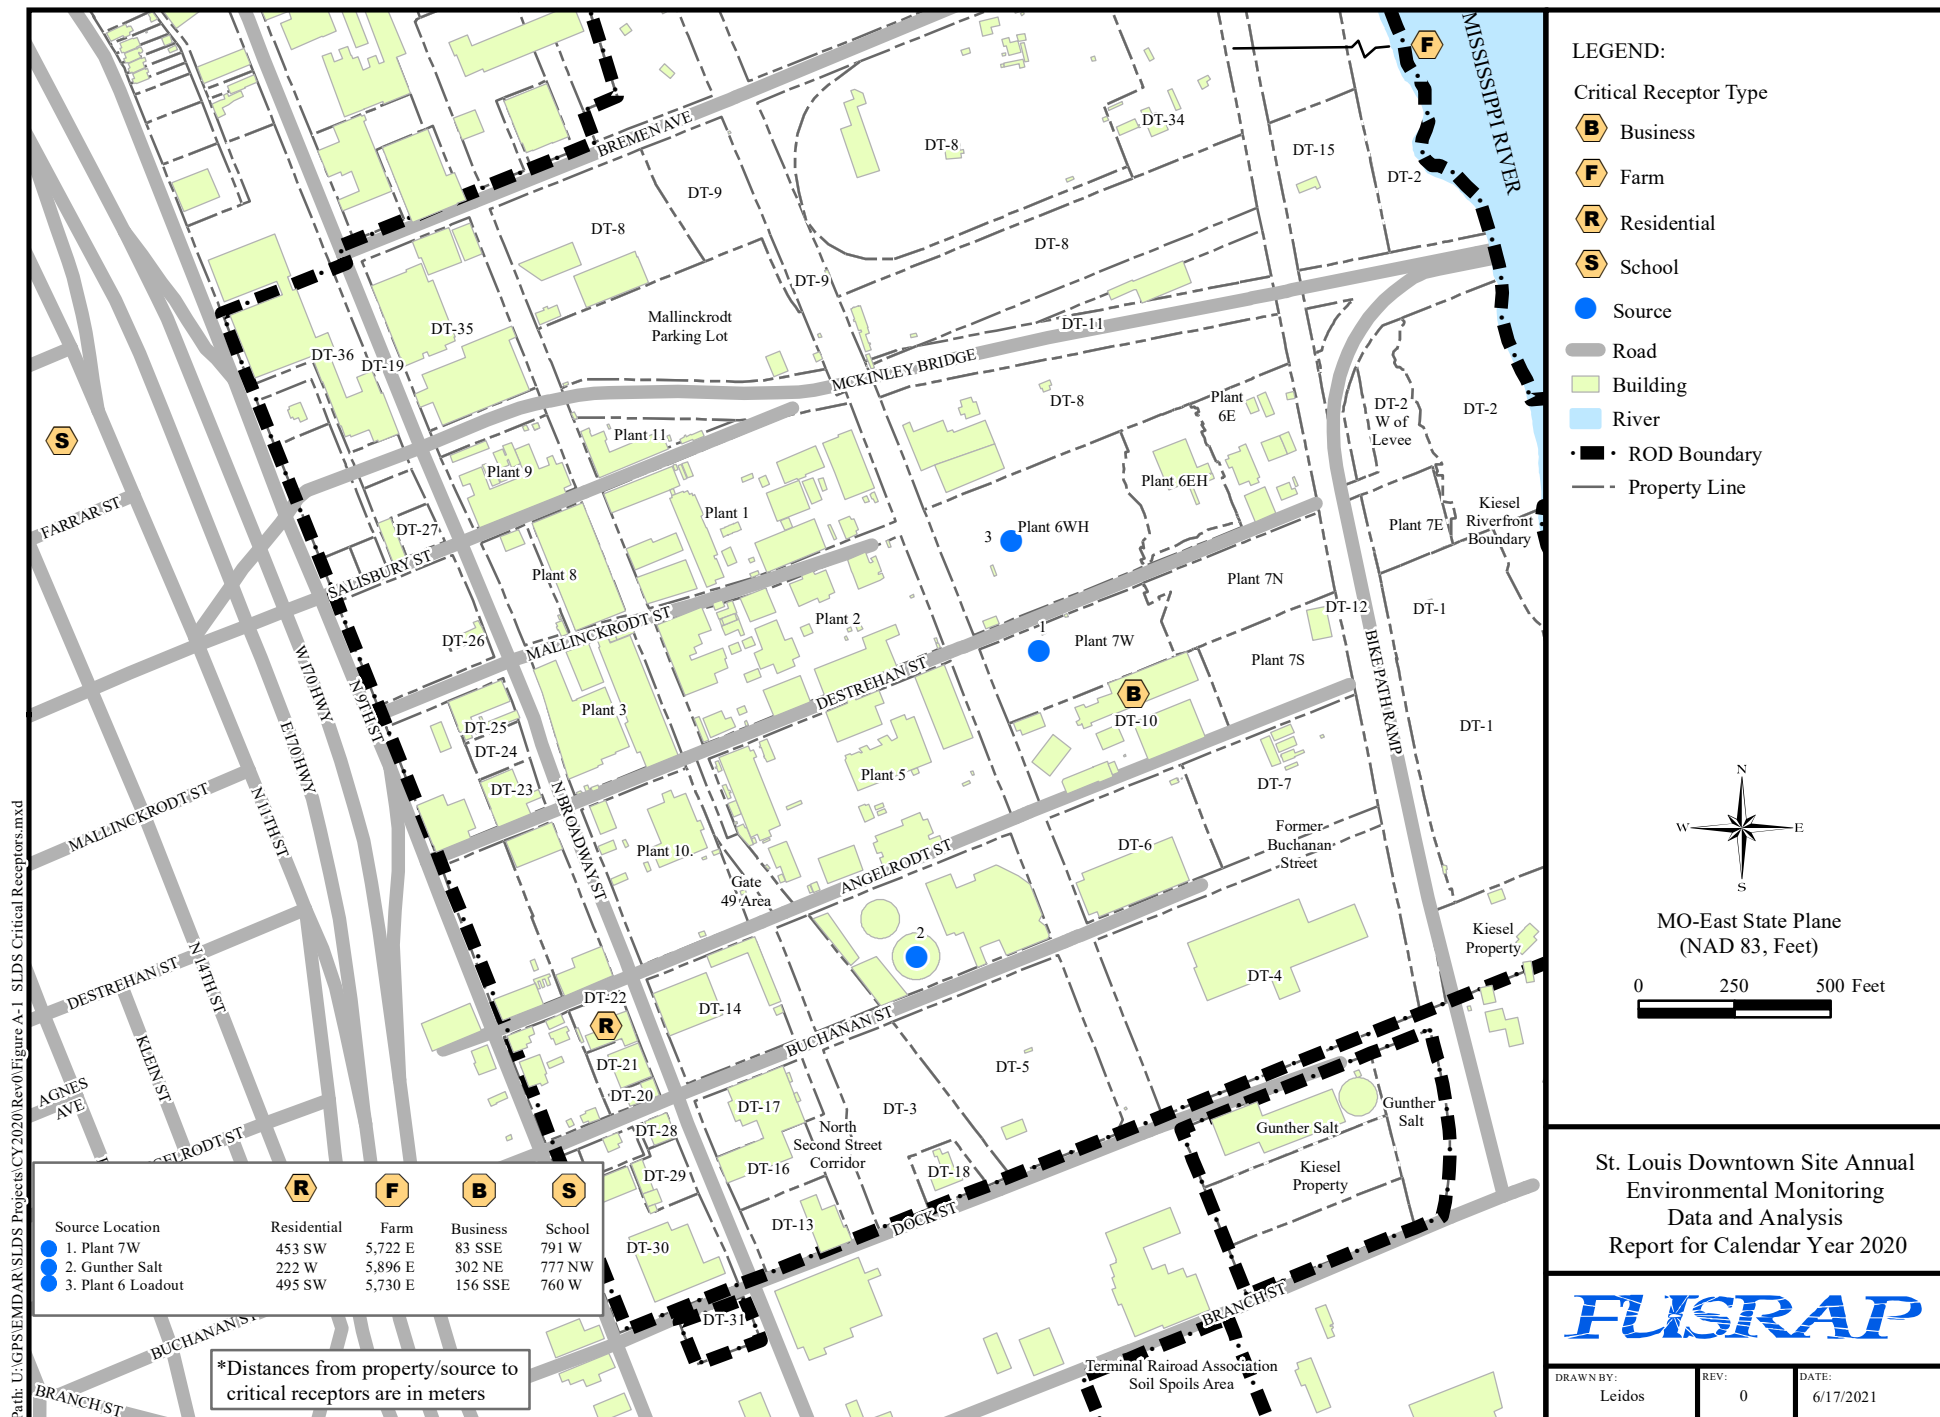 BREMEN AVE
DT-8
DT-34
DT-15
DT-2
MISSISSIPPI RIVER
F
DT-9
DT-8
DT-8
DT-9
Mallinckrodt
Parking Lot
DT-35
DT-36
DT-19
DT-11
MCKINLEY BRIDGE
DT-8
Plant
6E
DT-2
W of
Levee
DT-2
S
Plant 11
Plant 9
Plant 6EH
Plant 1
FARRAR ST
DT-27
SALISBURY ST
Plant 8
3
Plant 6WH
Plant 7E
Kiesel
Riverfront
Boundary
Plant 7N
MALLINCKRODT ST
Plant 2
DT-12
DT-1
DT-26
1
Plant 7W
Plant 7S
BIKE PATH RAMP
W I70 HWY
N 9TH ST
DESTREHAN ST
B
DT-10
DT-1
Plant 3
DT-25
DT-24
E I70 HWY
Plant 5
DT-7
DT-23
MALLINCKRODT ST
N 11TH ST
N BROADWAY ST
Plant 10
ANGELRODT ST
DT-6
Former
Buchanan
Street
Gate
49 Area
2
Kiesel
Property
DESTREHAN ST
N 14TH ST
DT-4
DT-22
R
DT-14
BUCHANAN ST
KLEIN ST
DT-21
DT-5
AGNES
AVE
DT-20
DT-17
DT-3
Gunther
Salt
Gunther Salt
DT-28
North
Second Street
Corridor
DT-29
DT-16
DT-18
Kiesel
Property
DT-13
DOCK ST
DT-30
DT-31
BRANCH ST
BUCHANAN ST
BRANCH ST
Terminal Rairoad Association
Soil Spoils Area
R F B S
Source Location Residential Farm Business School
1. Plant 7W 453 SW 5,722 E 83 SSE 791 W
2. Gunther Salt 222 W 5,896 E 302 NE 777 NW
3. Plant 6 Loadout 495 SW 5,730 E 156 SSE 760 W
*Distances from property/source to
critical receptors are in meters
Path: U:\GPS\EMDAR\SLDS Projects\CY2020\Rev0\Figure A-1 SLDS Critical Receptors.mxd
LEGEND:
Critical Receptor Type
B Business
F Farm
R Residential
S School
Source
Road
Building
River
ROD Boundary
Property Line
N
W E
S
MO-East State Plane
(NAD 83, Feet)
0 250 500 Feet
St. Louis Downtown Site Annual
Environmental Monitoring
Data and Analysis
Report for Calendar Year 2020
FUSRAP
DRAWN BY:
Leidos
REV:
0
DATE:
6/17/2021